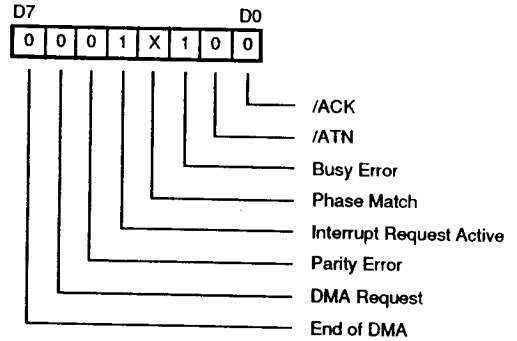 D7 D0
0 0 0 1 X 1 0 0
/ACK
/ATN
Busy Error
Phase Match
Interrupt Request Active
Parity Error
DMA Request
End of DMA